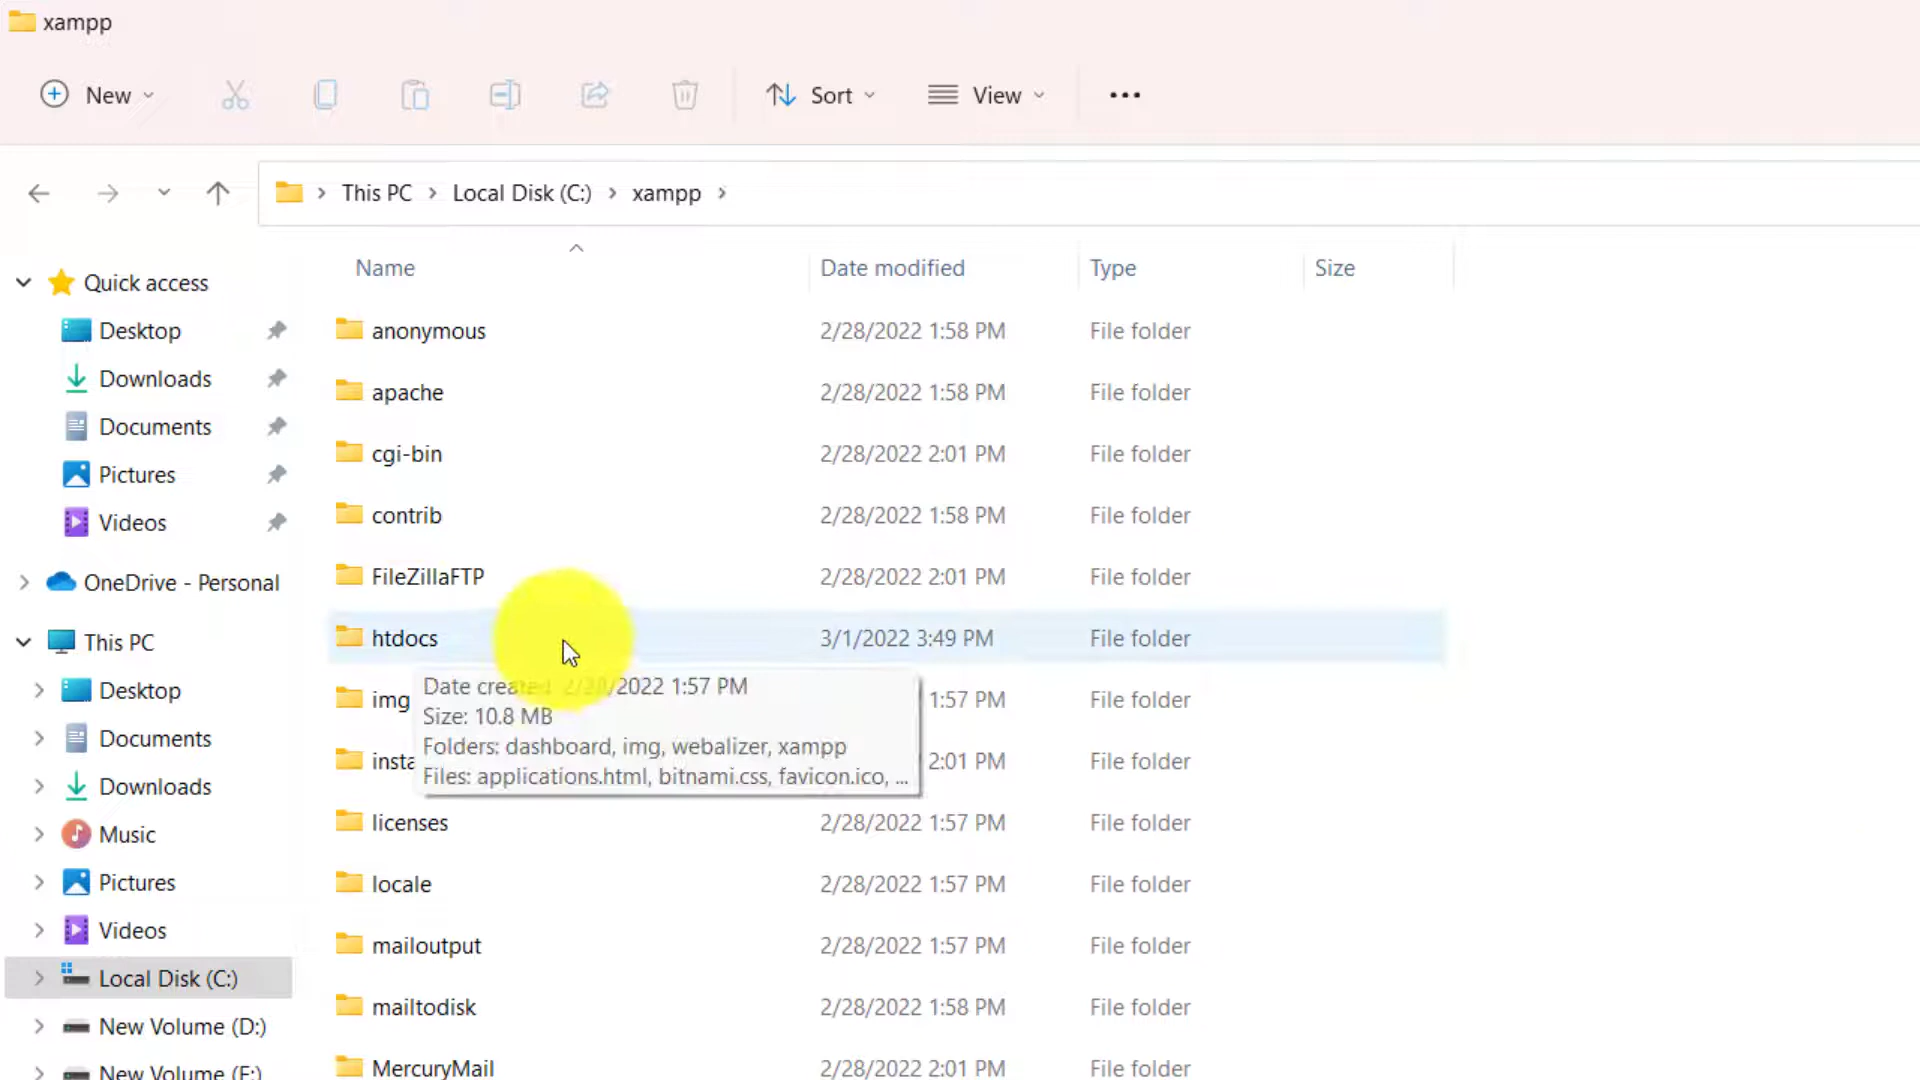 xampp
New
Sort
View
This PC
Local Disk (C:)
xampp
Name
Date modified
Type
Size
Quick access
Desktop
Downloads
Documents
Pictures
Videos
OneDrive - Personal
This PC
Desktop
Documents
Downloads
Music
Pictures
Videos
Local Disk (C:)
New Volume (D:)
New Volume (E:)
anonymous 2/28/2022 1:58 PM File folder
apache 2/28/2022 1:58 PM File folder
cgi-bin 2/28/2022 2:01 PM File folder
contrib 2/28/2022 1:58 PM File folder
FileZillaFTP 2/28/2022 2:01 PM File folder
htdocs 3/1/2022 3:49 PM File folder
img 1:57 PM File folder
insta 2:01 PM File folder
Date created: 2/28/2022 1:57 PM
Size: 10.8 MB
Folders: dashboard, img, webalizer, xampp
Files: applications.html, bitnami.css, favicon.ico, ...
licenses 2/28/2022 1:57 PM File folder
locale 2/28/2022 1:57 PM File folder
mailoutput 2/28/2022 1:57 PM File folder
mailtodisk 2/28/2022 1:58 PM File folder
MercuryMail 2/28/2022 2:01 PM File folder